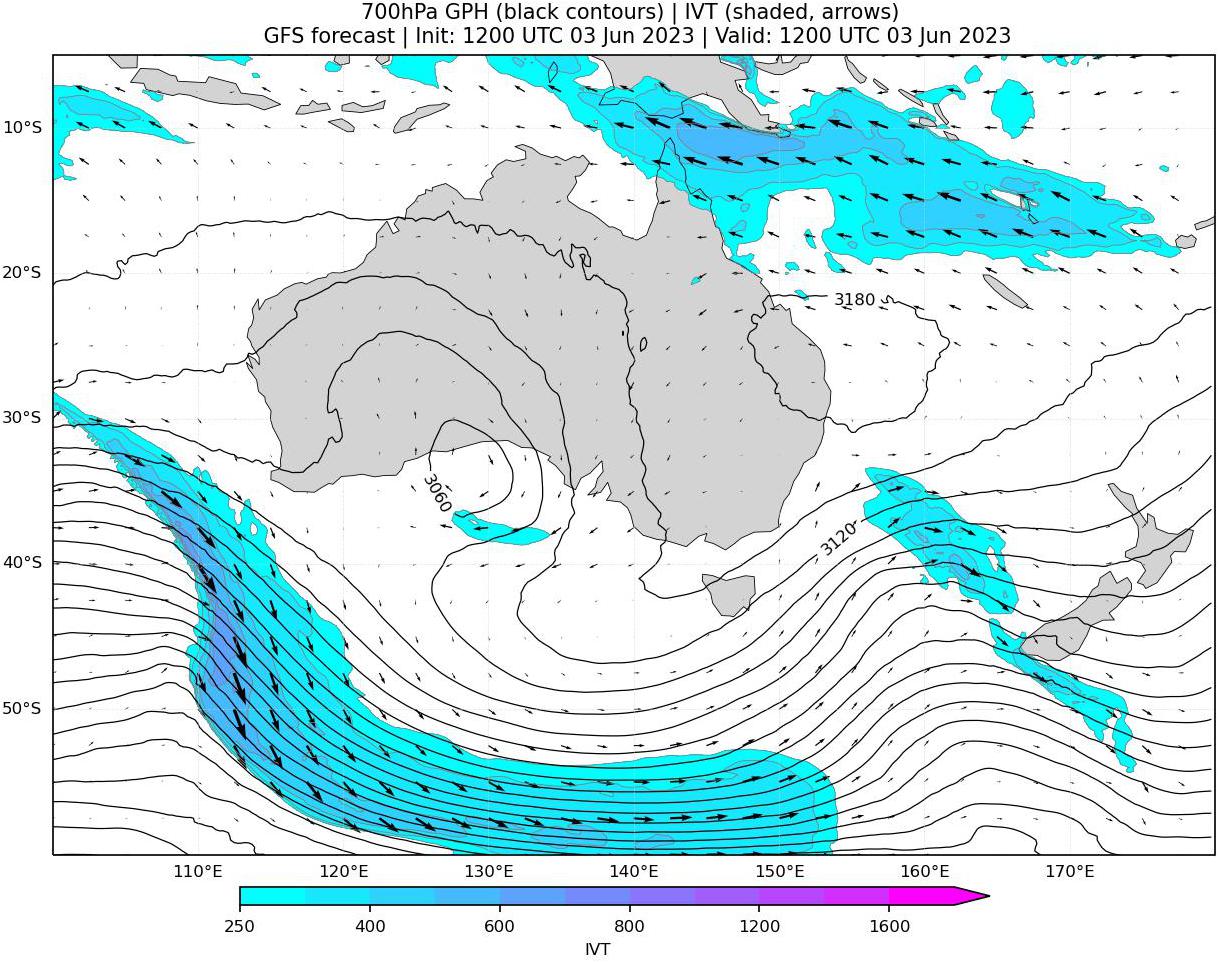 700hPa GPH (black contours) | IVT (shaded, arrows)
GFS forecast | Init: 1200 UTC 03 Jun 2023 | Valid: 1200 UTC 03 Jun 2023
10°S
20°S
3180
30°S
3060
3120
40°S
50°S
110°E 120°E 130°E 140°E 150°E 160°E 170°E
250 400 600 800 1200 1600
IVT